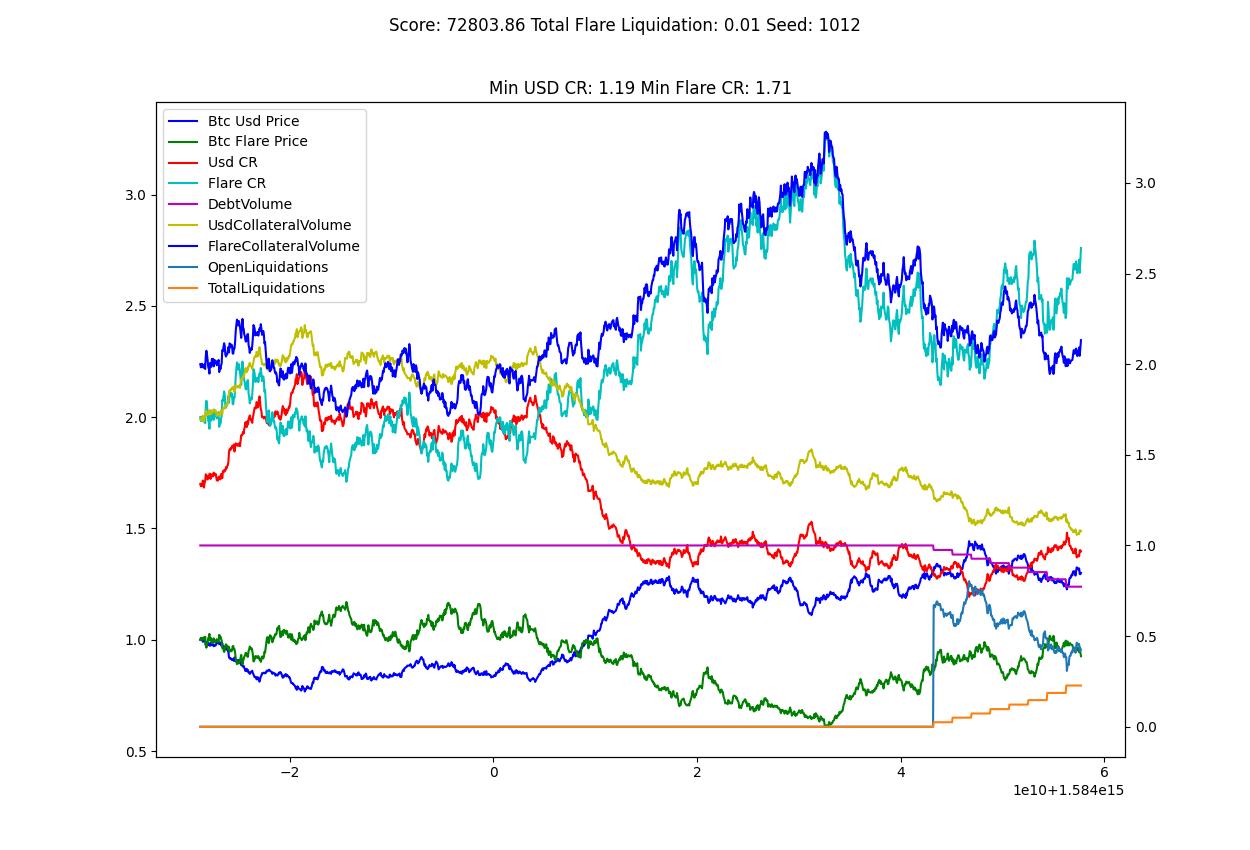 Score: 72803.86 Total Flare Liquidation: 0.01 Seed: 1012
Min USD CR: 1.19 Min Flare CR: 1.71
Btc Usd Price
Btc Flare Price
Usd CR
Flare CR
DebtVolume
UsdCollateralVolume
FlareCollateralVolume
OpenLiquidations
TotalLiquidations
3.0
2.5
2.0
1.5
1.0
0.5
3.0
2.5
2.0
1.5
1.0
0.5
0.0
−2 0 2 4 6
1e10+1.584e15